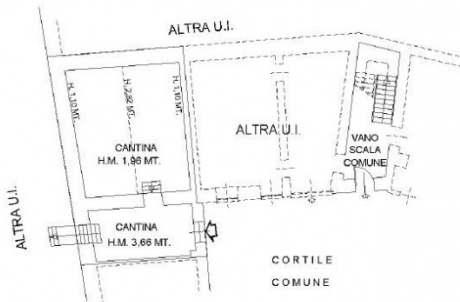 ALTRA U.I.
H. 1,10 MT.
H. 2,82 MT.
H. 1,10 MT.
CANTINA
H.M. 1,96 MT.
ALTRA U.I.
VANO
SCALA
COMUNE
ALTRA U.I.
CANTINA
H.M. 3,66 MT.
CORTILE
COMUNE